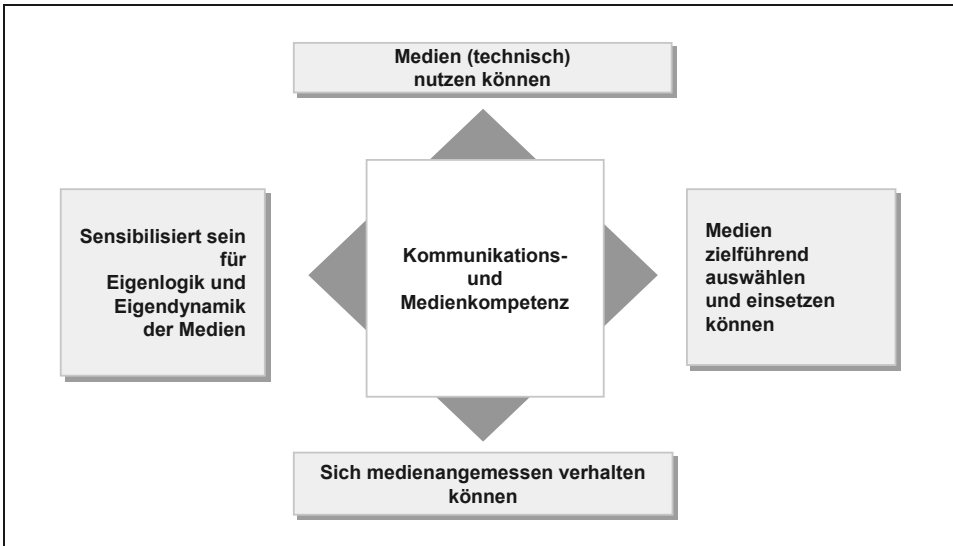 Medien (technisch)
nutzen können
Sensibilisiert sein
für
Eigenlogik und
Eigendynamik
der Medien
Kommunikations-
und
Medienkompetenz
Medien
zielführend
auswählen
und einsetzen
können
Sich medienangemessen verhalten
können